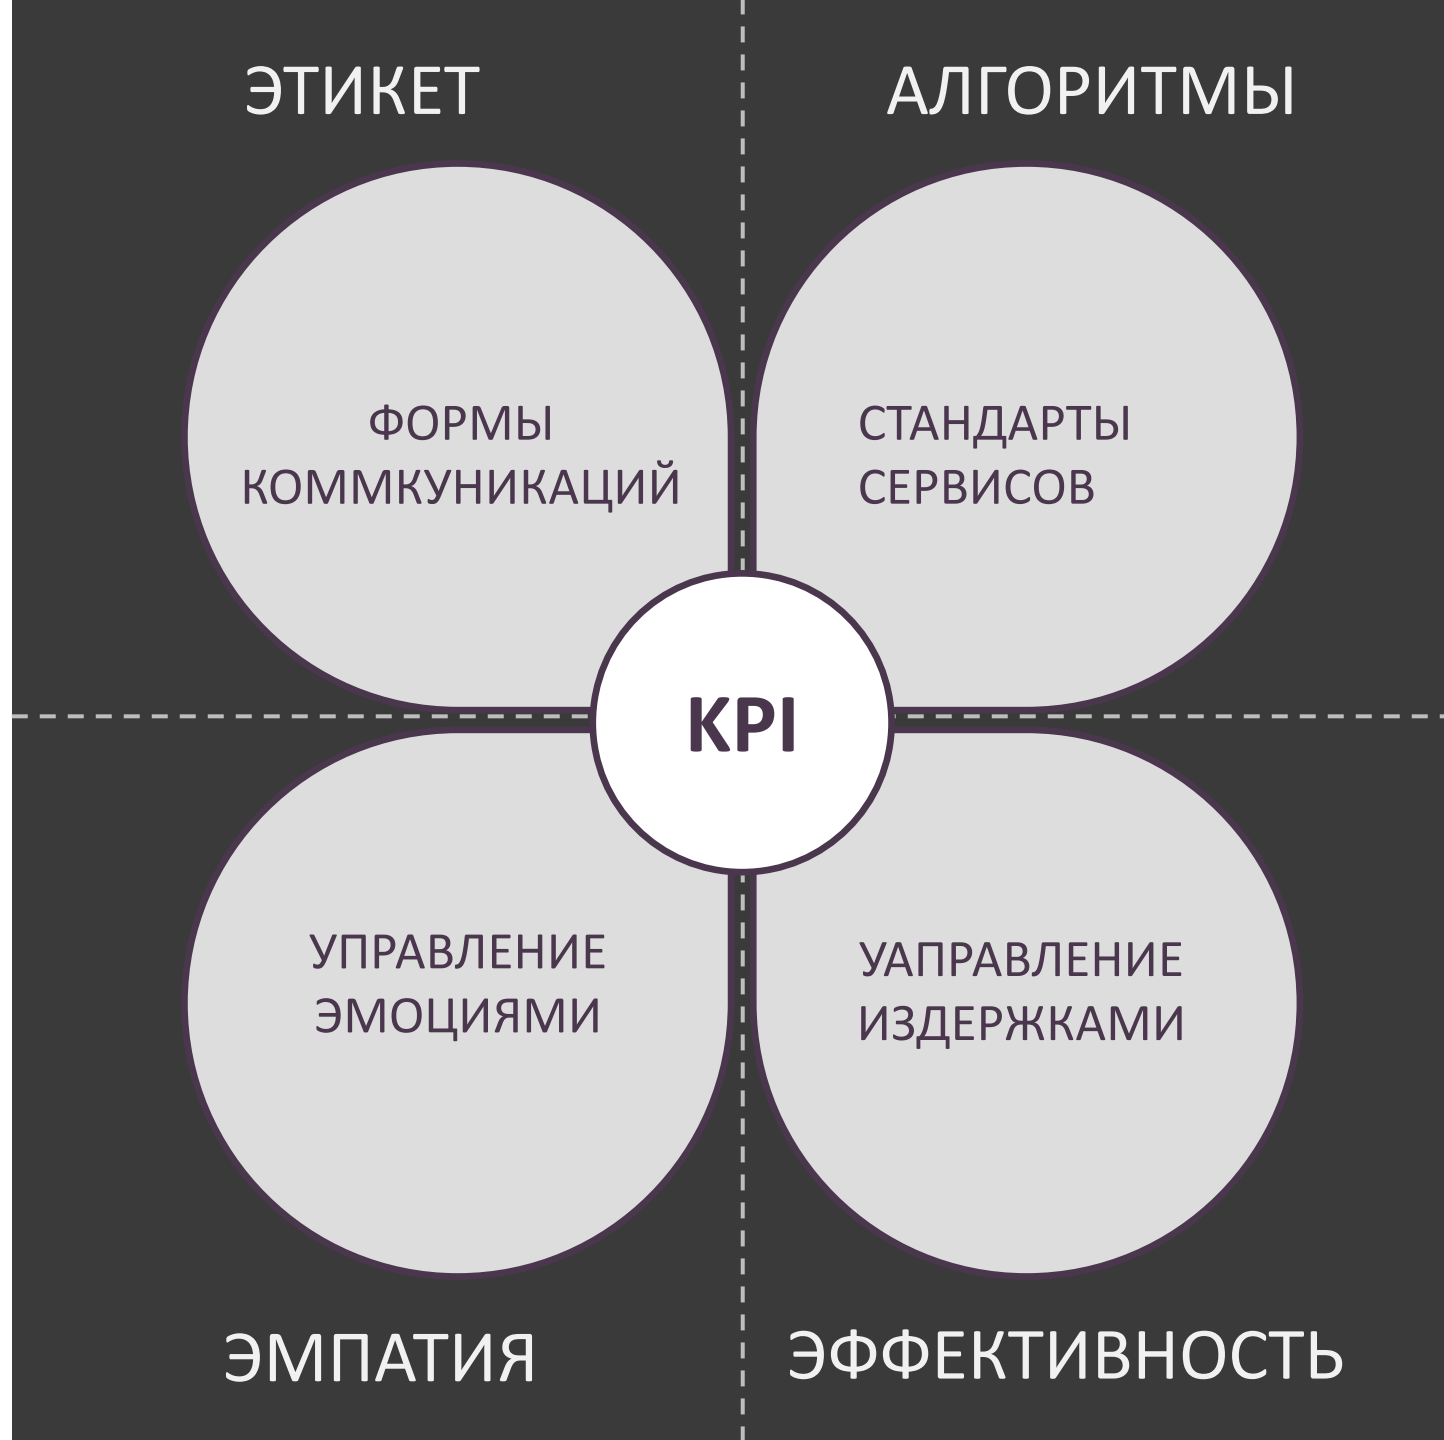 ЭТИКЕТ
АЛГОРИТМЫ
ФОРМЫ
КОММКУНИКАЦИЙ
СТАНДАРТЫ
СЕРВИСОВ
KPI
УПРАВЛЕНИЕ
ЭМОЦИЯМИ
УАПРАВЛЕНИЕ
ИЗДЕРЖКАМИ
ЭМПАТИЯ
ЭФФЕКТИВНОСТЬ